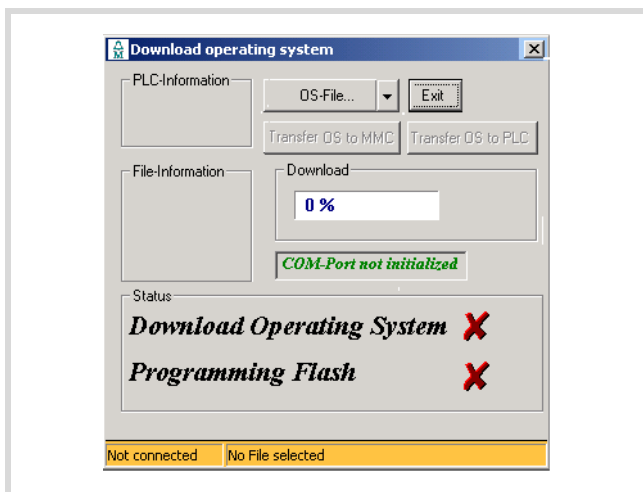 Download operating system
PLC-Information
OS-File...
Exit
Transfer OS to MMC
Transfer OS to PLC
File-Information
Download
0 %
COM-Port not initialized
Status
Download Operating System
Programming Flash
Not connected
No File selected